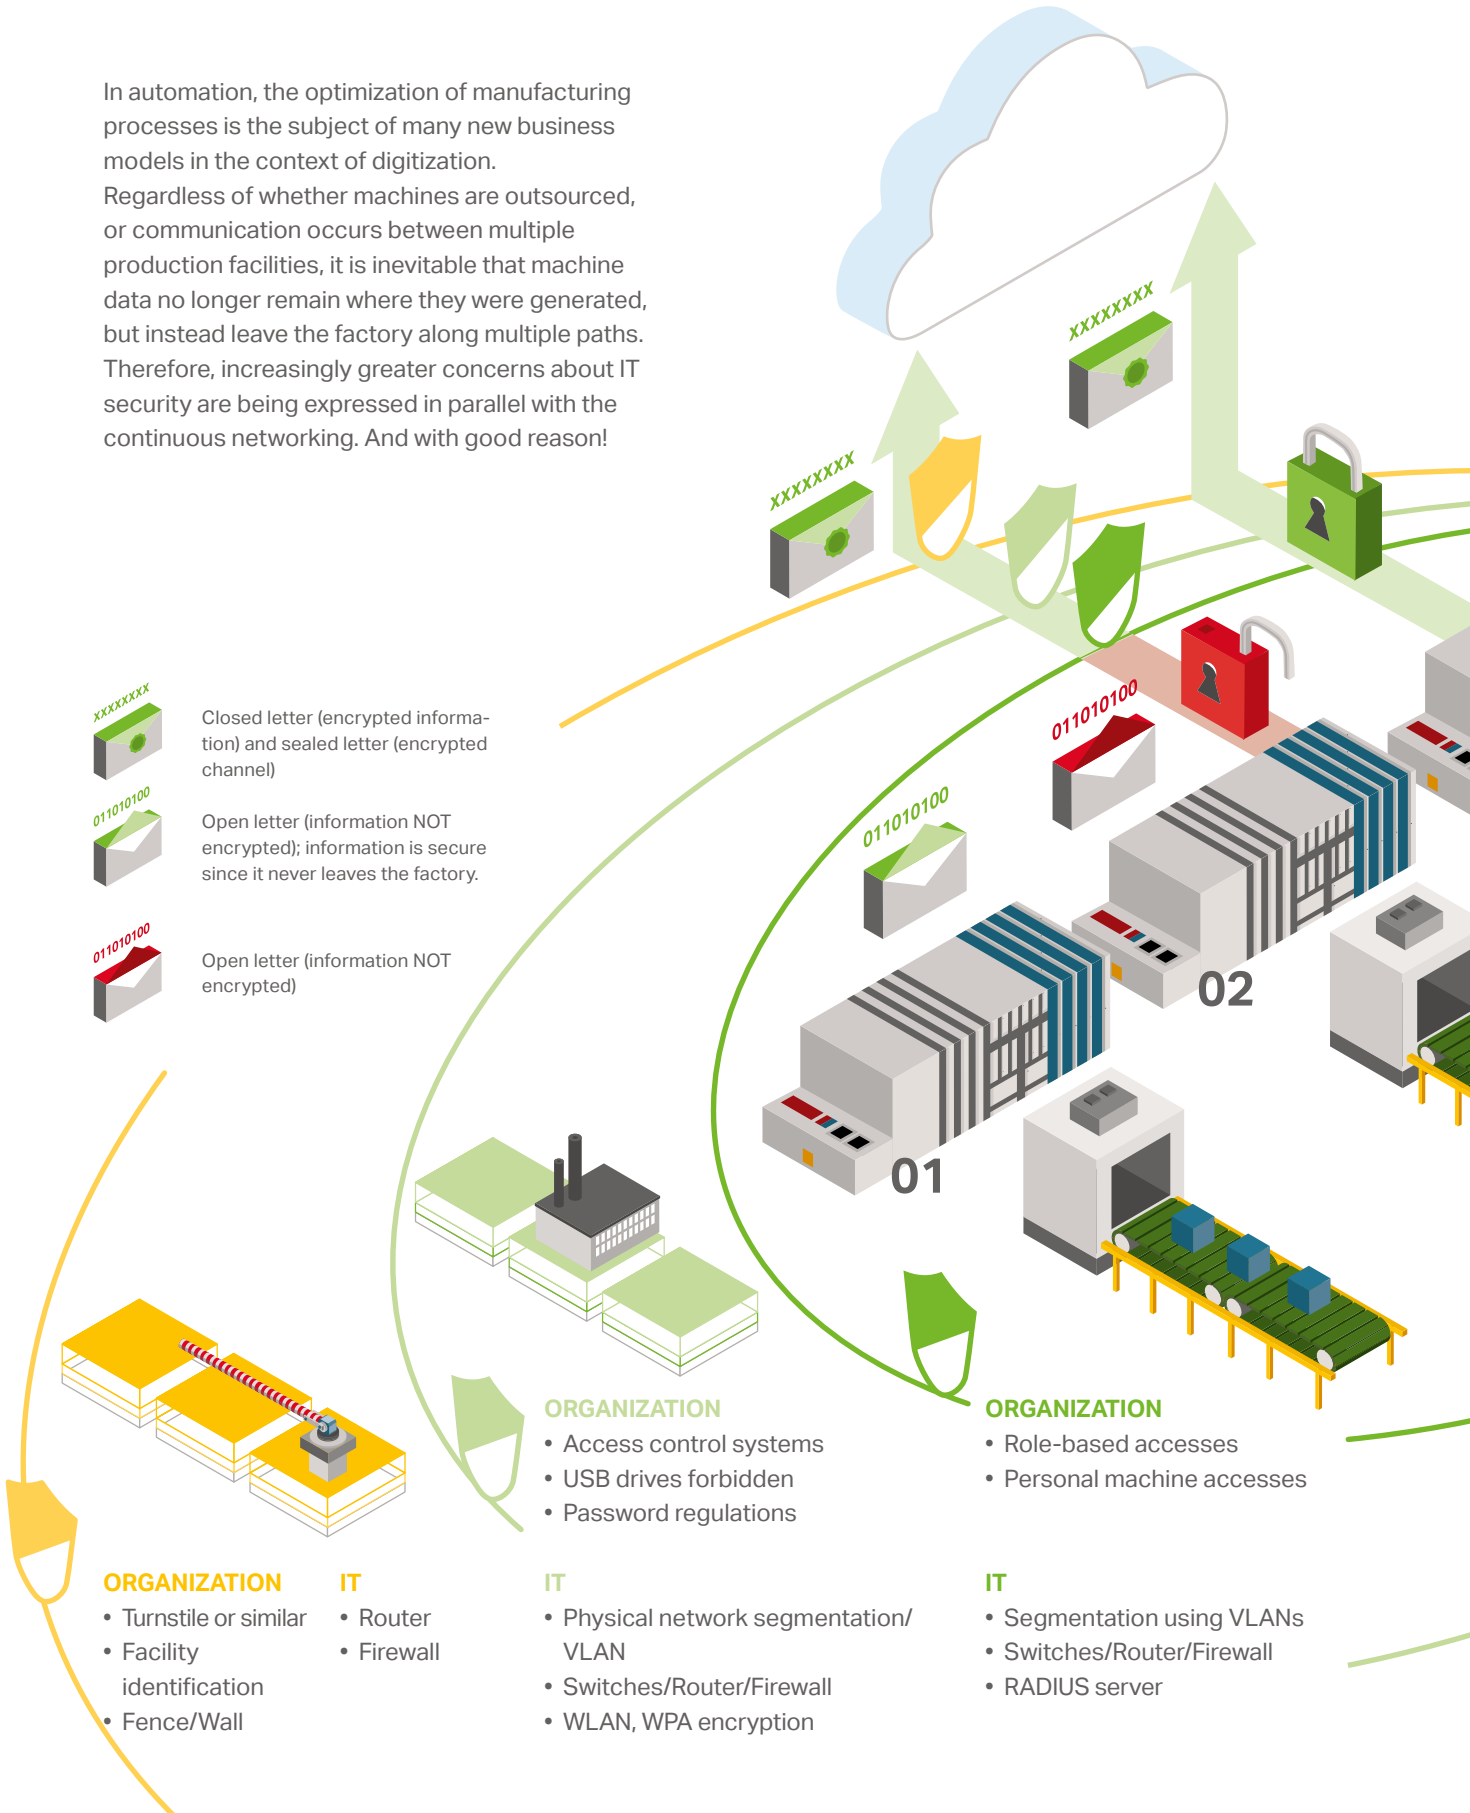 In automation, the optimization of manufacturing
processes is the subject of many new business
models in the context of digitization.
Regardless of whether machines are outsourced,
or communication occurs between multiple
production facilities, it is inevitable that machine
data no longer remain where they were generated,
but instead leave the factory along multiple paths.
Therefore, increasingly greater concerns about IT
security are being expressed in parallel with the
continuous networking. And with good reason!
XXXXXXXX
XXXXXXXX
XXXXXXXX
Closed letter (encrypted informa-
tion) and sealed letter (encrypted
channel)
011010100
Open letter (information NOT
encrypted); information is secure
since it never leaves the factory.
011010100
Open letter (information NOT
encrypted)
011010100
011010100
02
01
ORGANIZATION
• Access control systems
• USB drives forbidden
• Password regulations
ORGANIZATION
• Role-based accesses
• Personal machine accesses
ORGANIZATION
• Turnstile or similar
• Facility
identification
• Fence/Wall
IT
• Router
• Firewall
IT
• Physical network segmentation/
VLAN
• Switches/Router/Firewall
• WLAN, WPA encryption
IT
• Segmentation using VLANs
• Switches/Router/Firewall
• RADIUS server